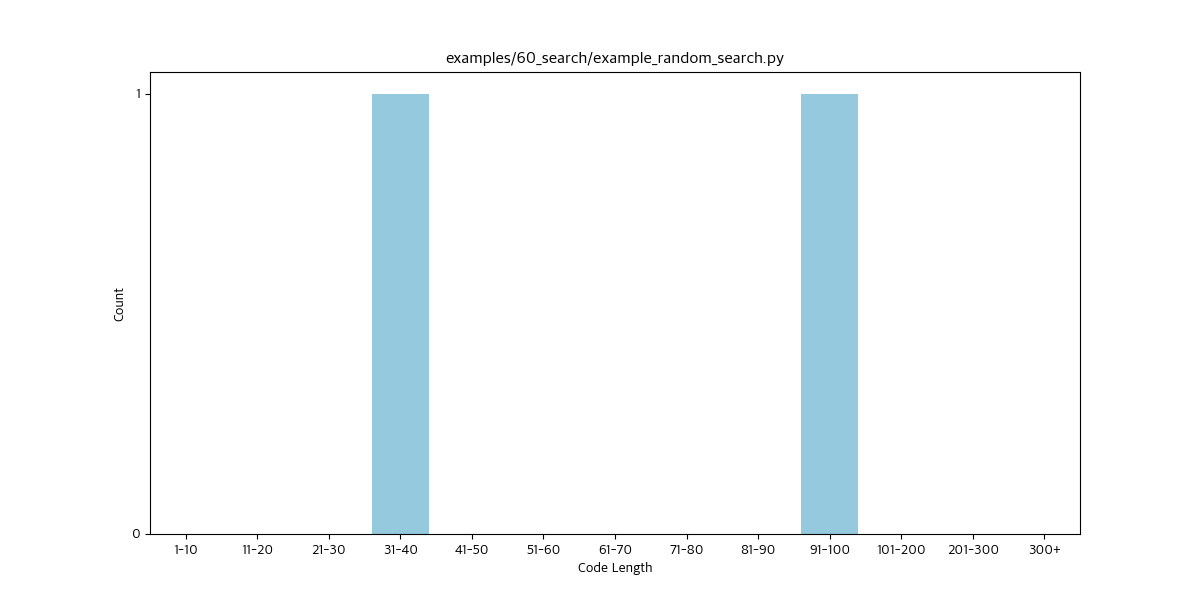 examples/60_search/example_random_search.py
1
Count
0
1-10 11-20 21-30 31-40 41-50 51-60 61-70 71-80 81-90 91-100 101-200 201-300 300+
Code Length